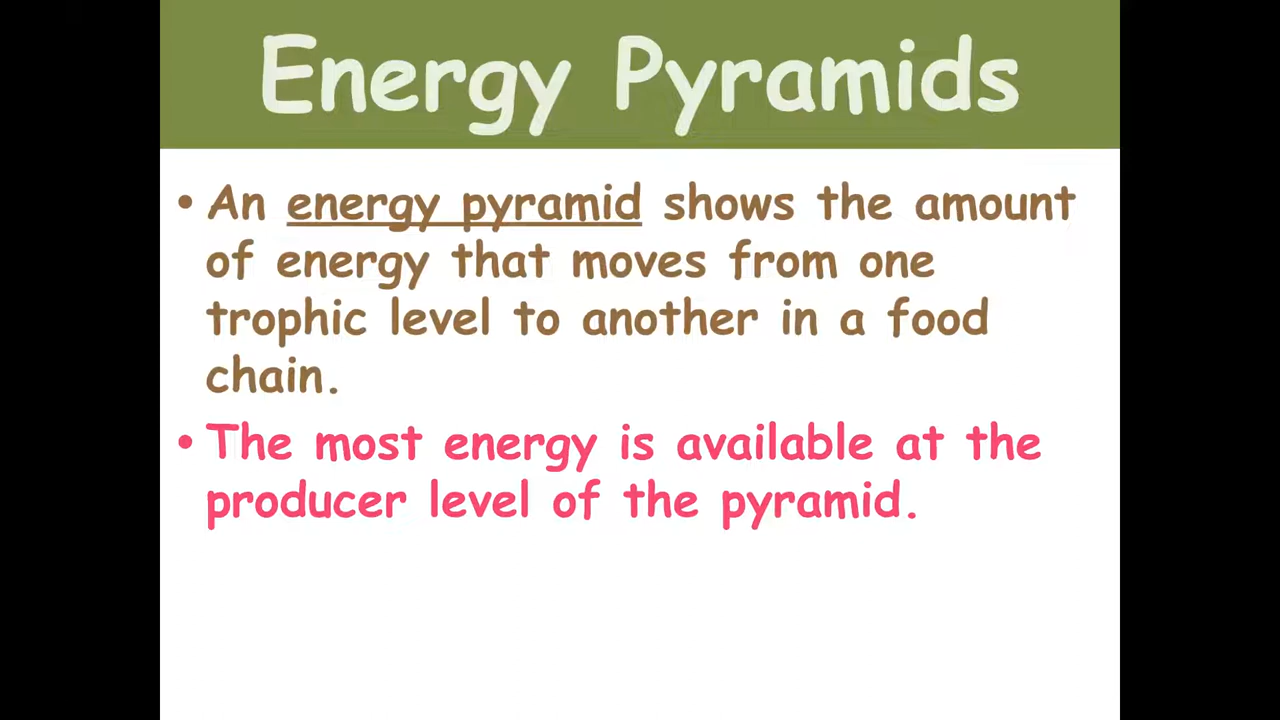 Energy Pyramids
• An energy pyramid shows the amount
of energy that moves from one
trophic level to another in a food
chain.
• The most energy is available at the
producer level of the pyramid.